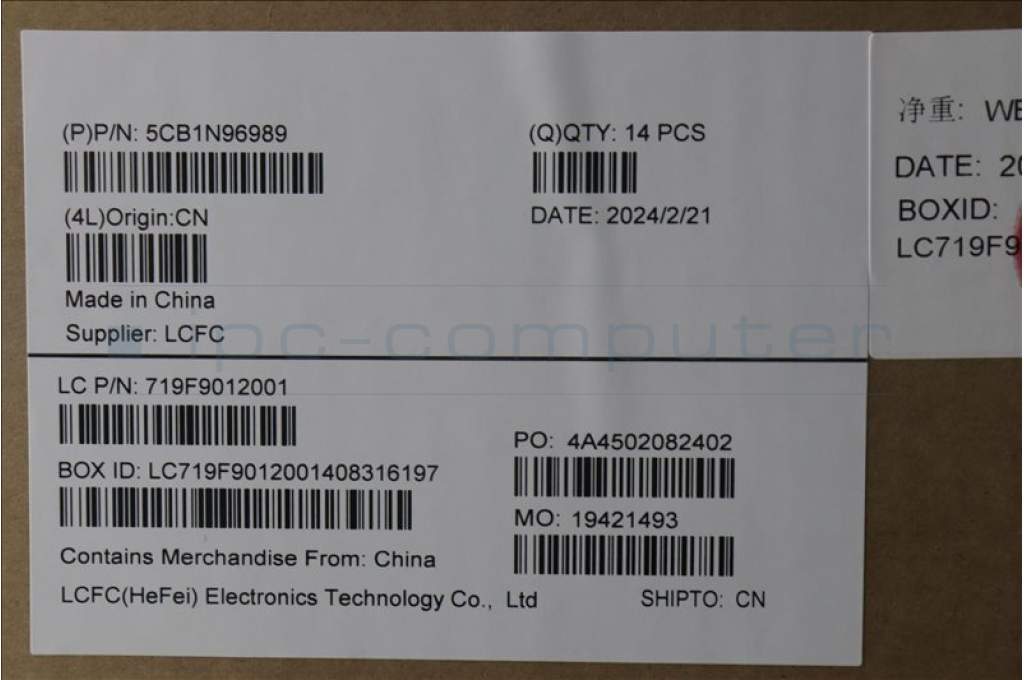 (P)P/N: 5CB1N96989
(Q)QTY: 14 PCS
(4L)Origin:CN
DATE: 2024/2/21
Made in China
Supplier: LCFC
ipc-computer
LC P/N: 719F9012001
PO: 4A4502082402
BOX ID: LC719F9012001408316197
MO: 19421493
Contains Merchandise From: China
LCFC(HeFei) Electronics Technology Co., Ltd
SHIPTO: CN
净重:
DATE:
BOXID: